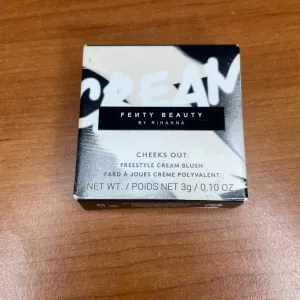 CREAM
FEИTY BEAUTY
BY RIHANNA
CHEEKS OUT
FREESTYLE CREAM BLUSH
FARD À JOUES CRÈME POLYVALENT
NET WT. / POIDS NET 3g / 0.10 OZ